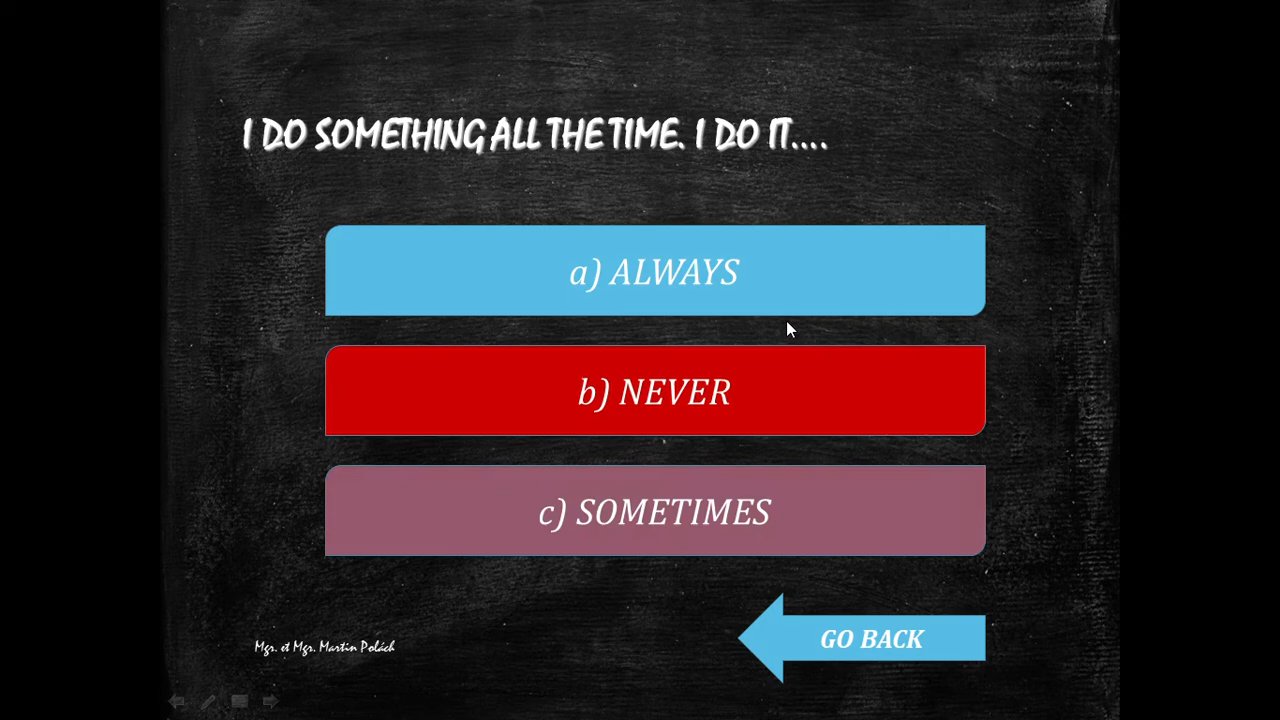 I DO SOMETHING ALL THE TIME. I DO IT....
a) ALWAYS
b) NEVER
c) SOMETIMES
GO BACK
Mgr. et Mgr. Martin Polách